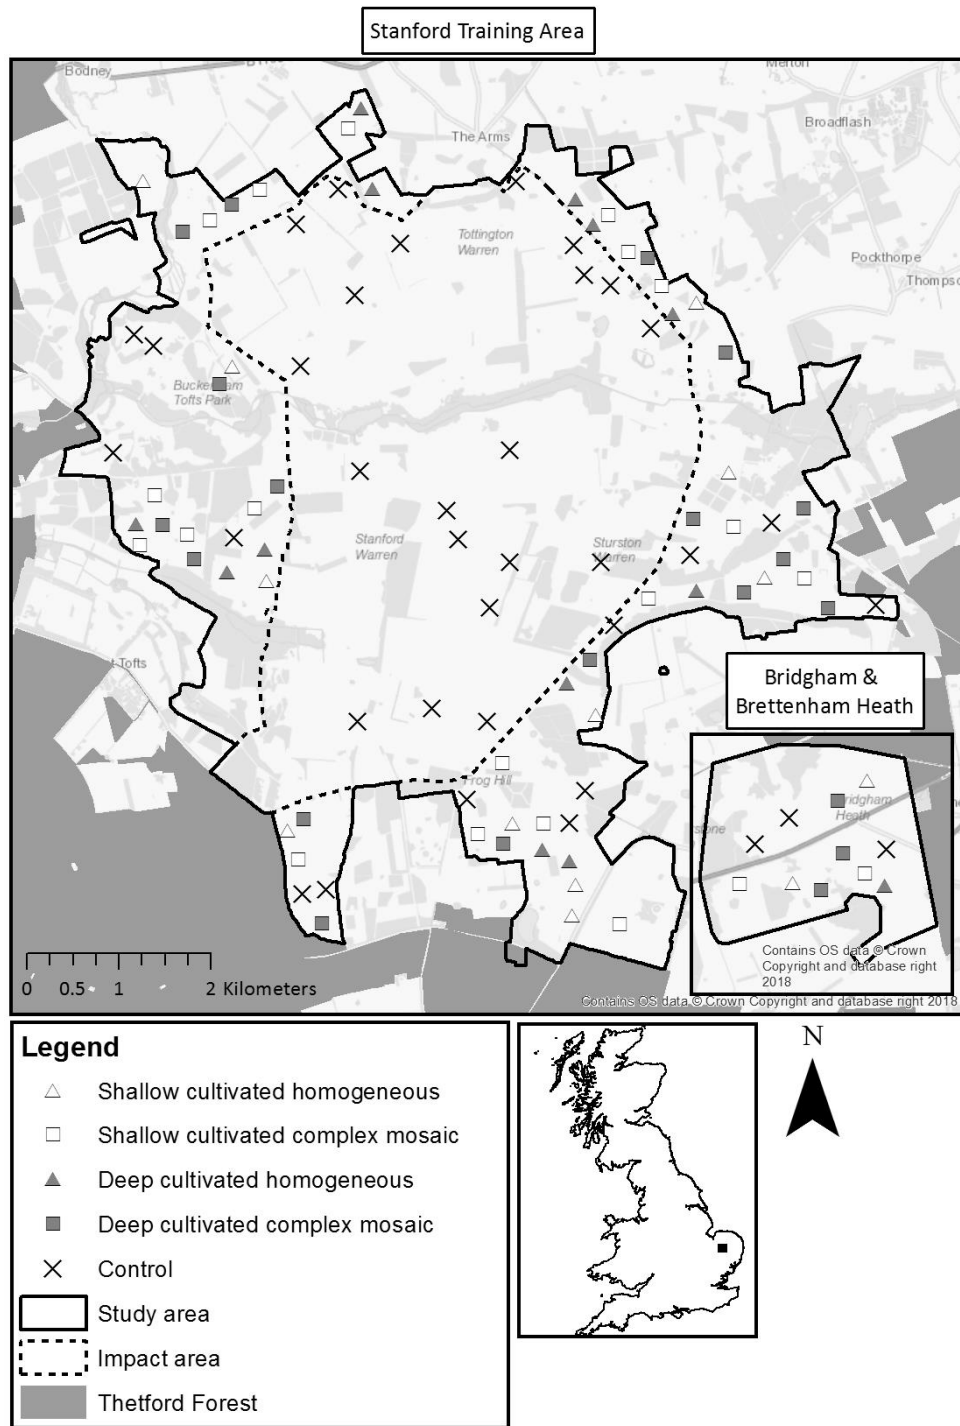 Stanford Training Area
Bodney
Merton
Broadflash
The Arms
Tottington
Warren
Pockthorpe
Thompso
Buckenham
Tofts Park
Stanford
Warren
Sturston
Warren
t Tofts
Bridgham &
Brettenham Heath
Frog Hill
Bridgham
Heath
stone
Contains OS data © Crown
Copyright and database right
2018
0 0.5 1 2 Kilometers
Contains OS data © Crown Copyright and database right 2018
Legend
Shallow cultivated homogeneous
Shallow cultivated complex mosaic
Deep cultivated homogeneous
Deep cultivated complex mosaic
Control
Study area
Impact area
Thetford Forest
N